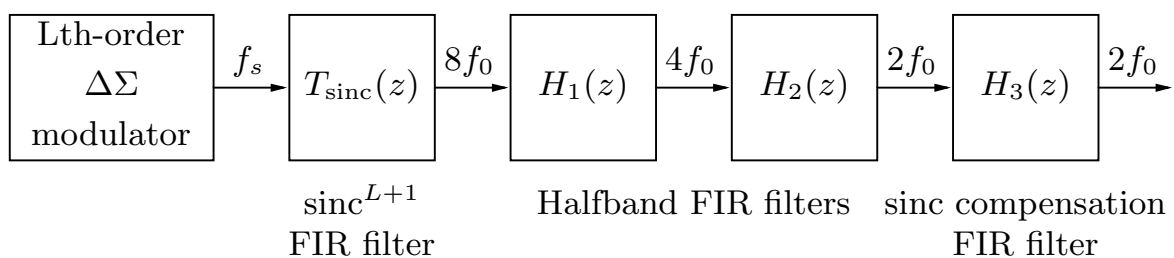 Lth-order
ΔΣ
modulator
f_s
T_sinc(z)
8f_0
H_1(z)
4f_0
H_2(z)
2f_0
H_3(z)
2f_0
sinc^{L+1}
FIR filter
Halfband FIR filters
sinc compensation
FIR filter